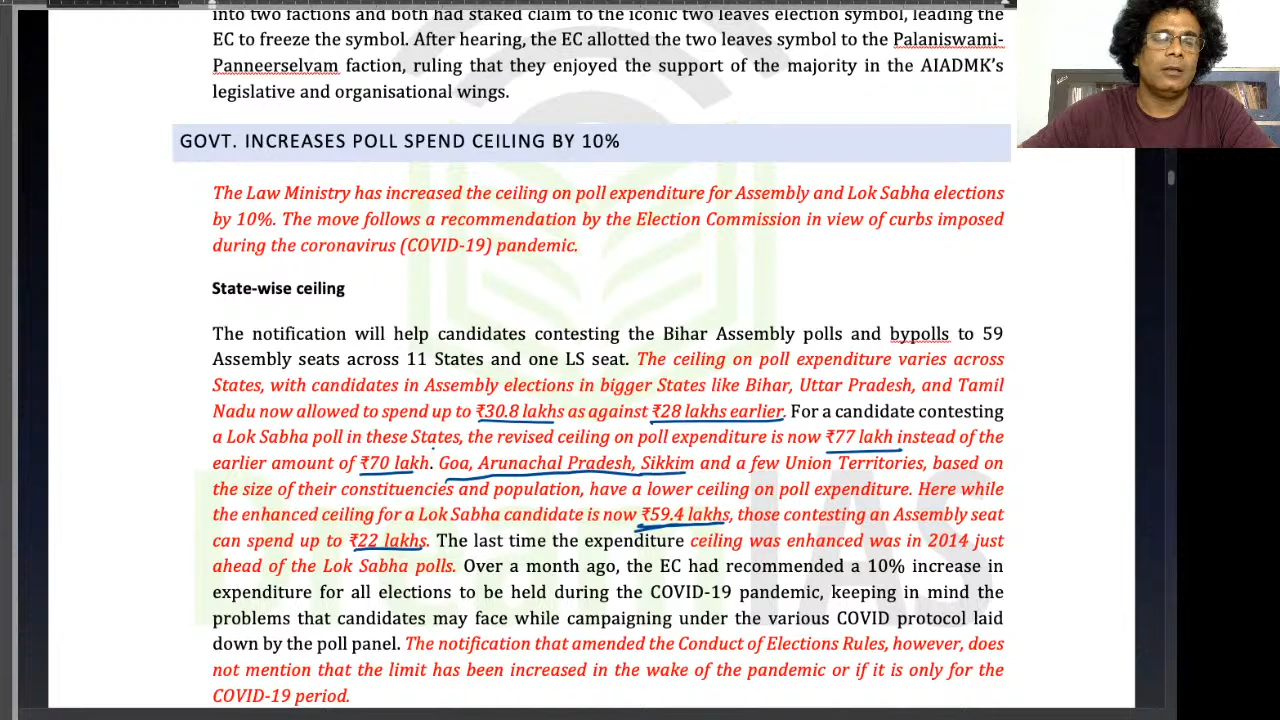 into two factions and both had staked claim to the iconic two leaves election symbol, leading the
EC to freeze the symbol. After hearing, the EC allotted the two leaves symbol to the Palaniswami-
Panneerselvam faction, ruling that they enjoyed the support of the majority in the AIADMK's
legislative and organisational wings.
GOVT. INCREASES POLL SPEND CEILING BY 10%
The Law Ministry has increased the ceiling on poll expenditure for Assembly and Lok Sabha elections
by 10%. The move follows a recommendation by the Election Commission in view of curbs imposed
during the coronavirus (COVID-19) pandemic.
State-wise ceiling
The notification will help candidates contesting the Bihar Assembly polls and bypolls to 59
Assembly seats across 11 States and one LS seat. The ceiling on poll expenditure varies across
States, with candidates in Assembly elections in bigger States like Bihar, Uttar Pradesh, and Tamil
Nadu now allowed to spend up to ₹30.8 lakhs as against ₹28 lakhs earlier. For a candidate contesting
a Lok Sabha poll in these States, the revised ceiling on poll expenditure is now ₹77 lakh instead of the
earlier amount of ₹70 lakh. Goa, Arunachal Pradesh, Sikkim and a few Union Territories, based on
the size of their constituencies and population, have a lower ceiling on poll expenditure. Here while
the enhanced ceiling for a Lok Sabha candidate is now ₹59.4 lakhs, those contesting an Assembly seat
can spend up to ₹22 lakhs. The last time the expenditure ceiling was enhanced was in 2014 just
ahead of the Lok Sabha polls. Over a month ago, the EC had recommended a 10% increase in
expenditure for all elections to be held during the COVID-19 pandemic, keeping in mind the
problems that candidates may face while campaigning under the various COVID protocol laid
down by the poll panel. The notification that amended the Conduct of Elections Rules, however, does
not mention that the limit has been increased in the wake of the pandemic or if it is only for the
COVID-19 period.